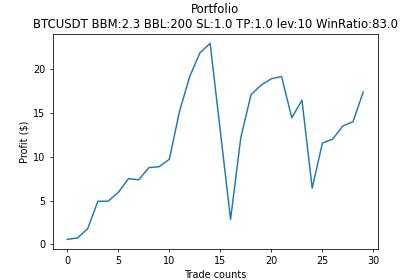 Portfolio
BTCUSDT BBM:2.3 BBL:200 SL:1.0 TP:1.0 lev:10 WinRatio:83.0
20
15
10
5
0
Profit ($)
0 5 10 15 20 25 30
Trade counts